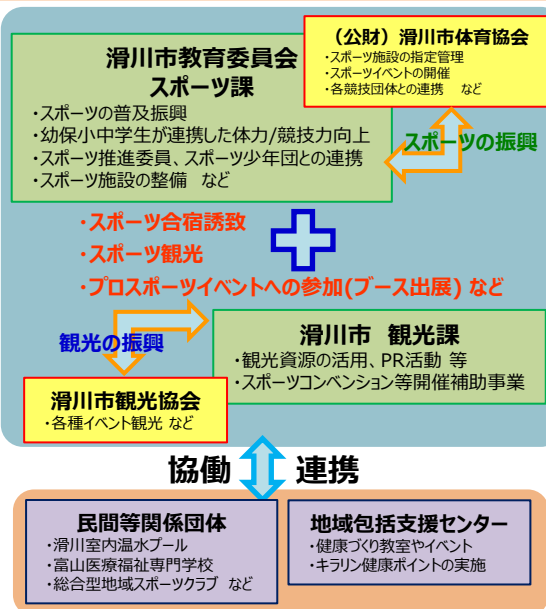 滑川市教育委員会
スポーツ課
・スポーツの普及振興
・幼保小中学生が連携した体力/競技力向上
・スポーツ推進委員、スポーツ少年団との連携
・スポーツ施設の整備 など
（公財）滑川市体育協会
・スポーツ施設の指定管理
・スポーツイベントの開催
・各競技団体との連携 など
スポーツの振興
・スポーツ合宿誘致
・スポーツ観光
・プロスポーツイベントへの参加(ブース出展) など
観光の振興
滑川市 観光課
・観光資源の活用、PR活動 等
・スポーツコンベンション等開催補助事業
滑川市観光協会
・各種イベント観光 など
協働 連携
民間等関係団体
・滑川室内温水プール
・富山医療福祉専門学校
・総合型地域スポーツクラブ など
地域包括支援センター
・健康づくり教室やイベント
・キラリン健康ポイントの実施